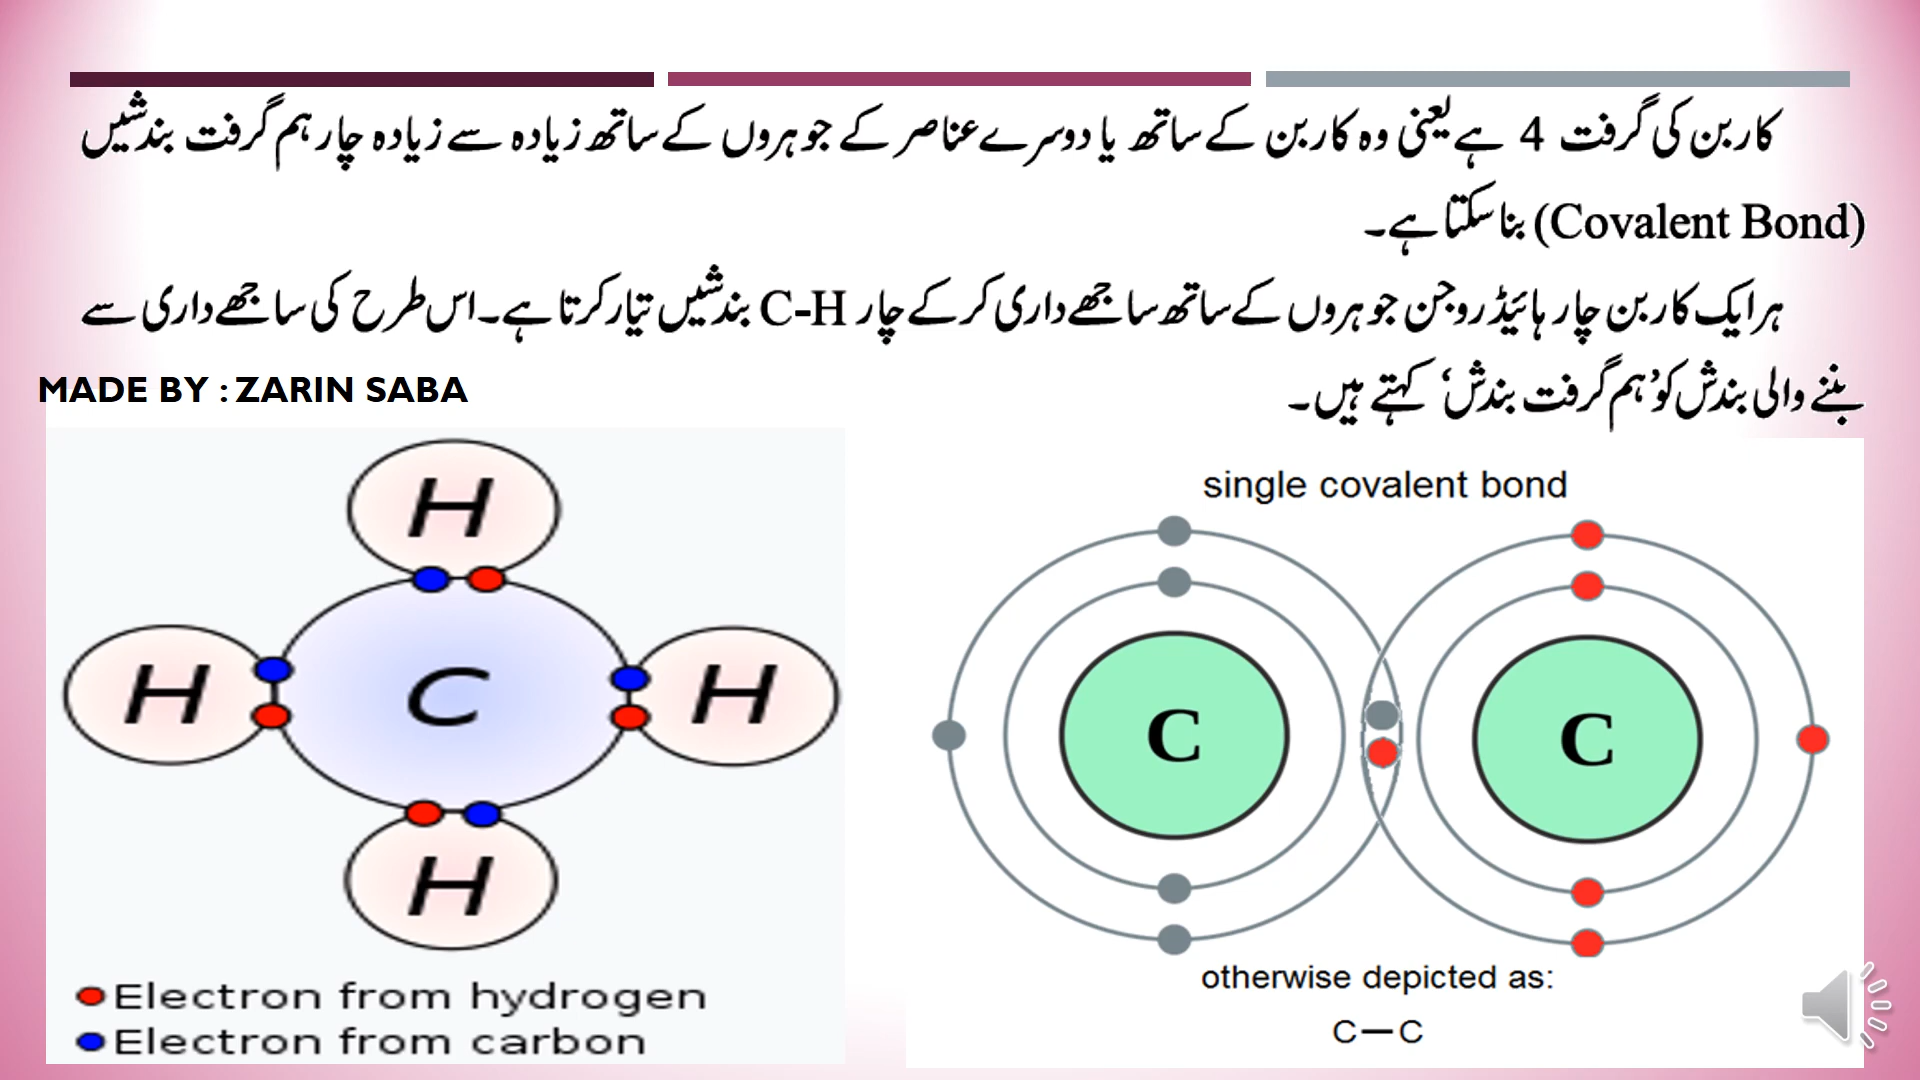 کاربن کی گرفت 4 ہے یعنی وہ کاربن کے ساتھ یا دوسرے عناصر کے جوہروں کے ساتھ زیادہ سے زیادہ چار ہم گرفت بندشیں
(Covalent Bond) بنا سکتا ہے۔
ہر ایک کاربن چار ہائیڈروجن جوہروں کے ساتھ ساجھے داری کر کے چار C-H بندشیں تیار کرتا ہے۔ اس طرح کی ساجھے داری سے
بننے والی بندش کو ’ہم گرفت بندش‘ کہتے ہیں۔
MADE BY : ZARIN SABA
H
H
C
H
H
Electron from hydrogen
Electron from carbon
single covalent bond
C
C
otherwise depicted as:
C—C